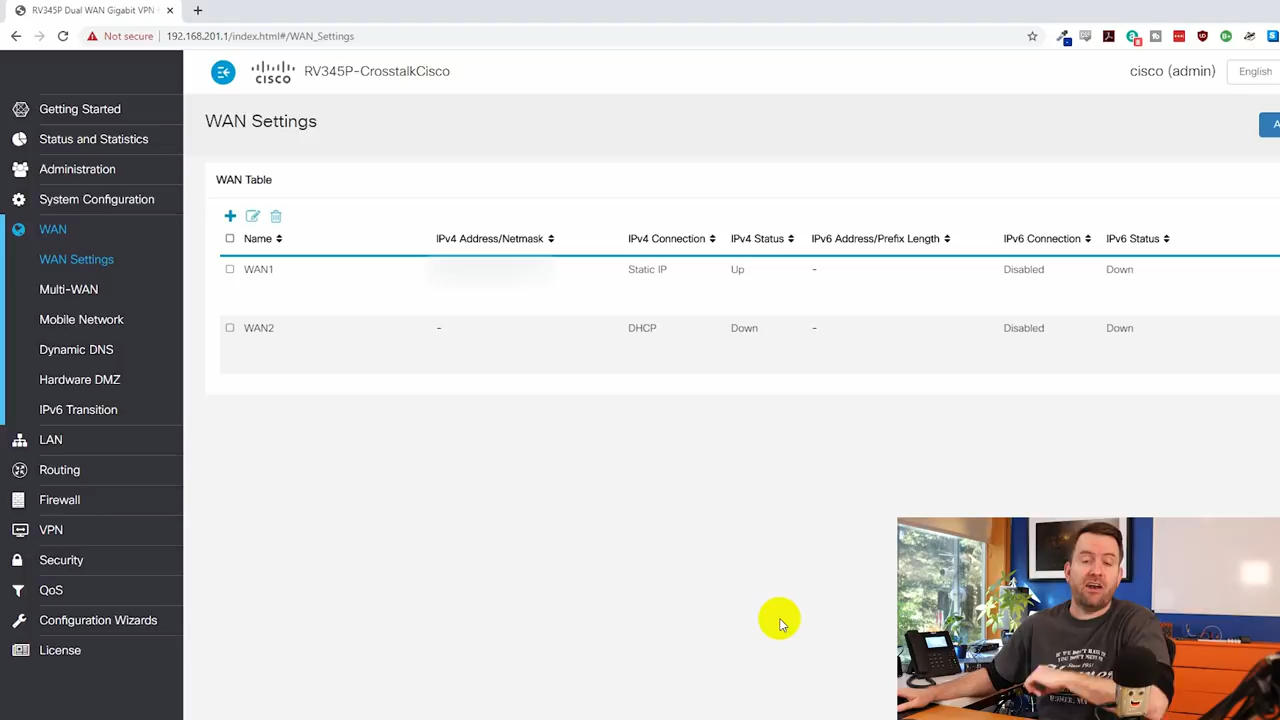 RV345P Dual WAN Gigabit VPN
Not secure | 192.168.201.1/index.html#/WAN_Settings
cisco RV345P-CrosstalkCisco
cisco (admin) English
Getting Started
Status and Statistics
Administration
System Configuration
WAN
WAN Settings
Multi-WAN
Mobile Network
Dynamic DNS
Hardware DMZ
IPv6 Transition
LAN
Routing
Firewall
VPN
Security
QoS
Configuration Wizards
License
WAN Settings
WAN Table
Name IPv4 Address/Netmask IPv4 Connection IPv4 Status IPv6 Address/Prefix Length IPv6 Connection IPv6 Status
WAN1 Static IP Up - Disabled Down
WAN2 - DHCP Down - Disabled Down